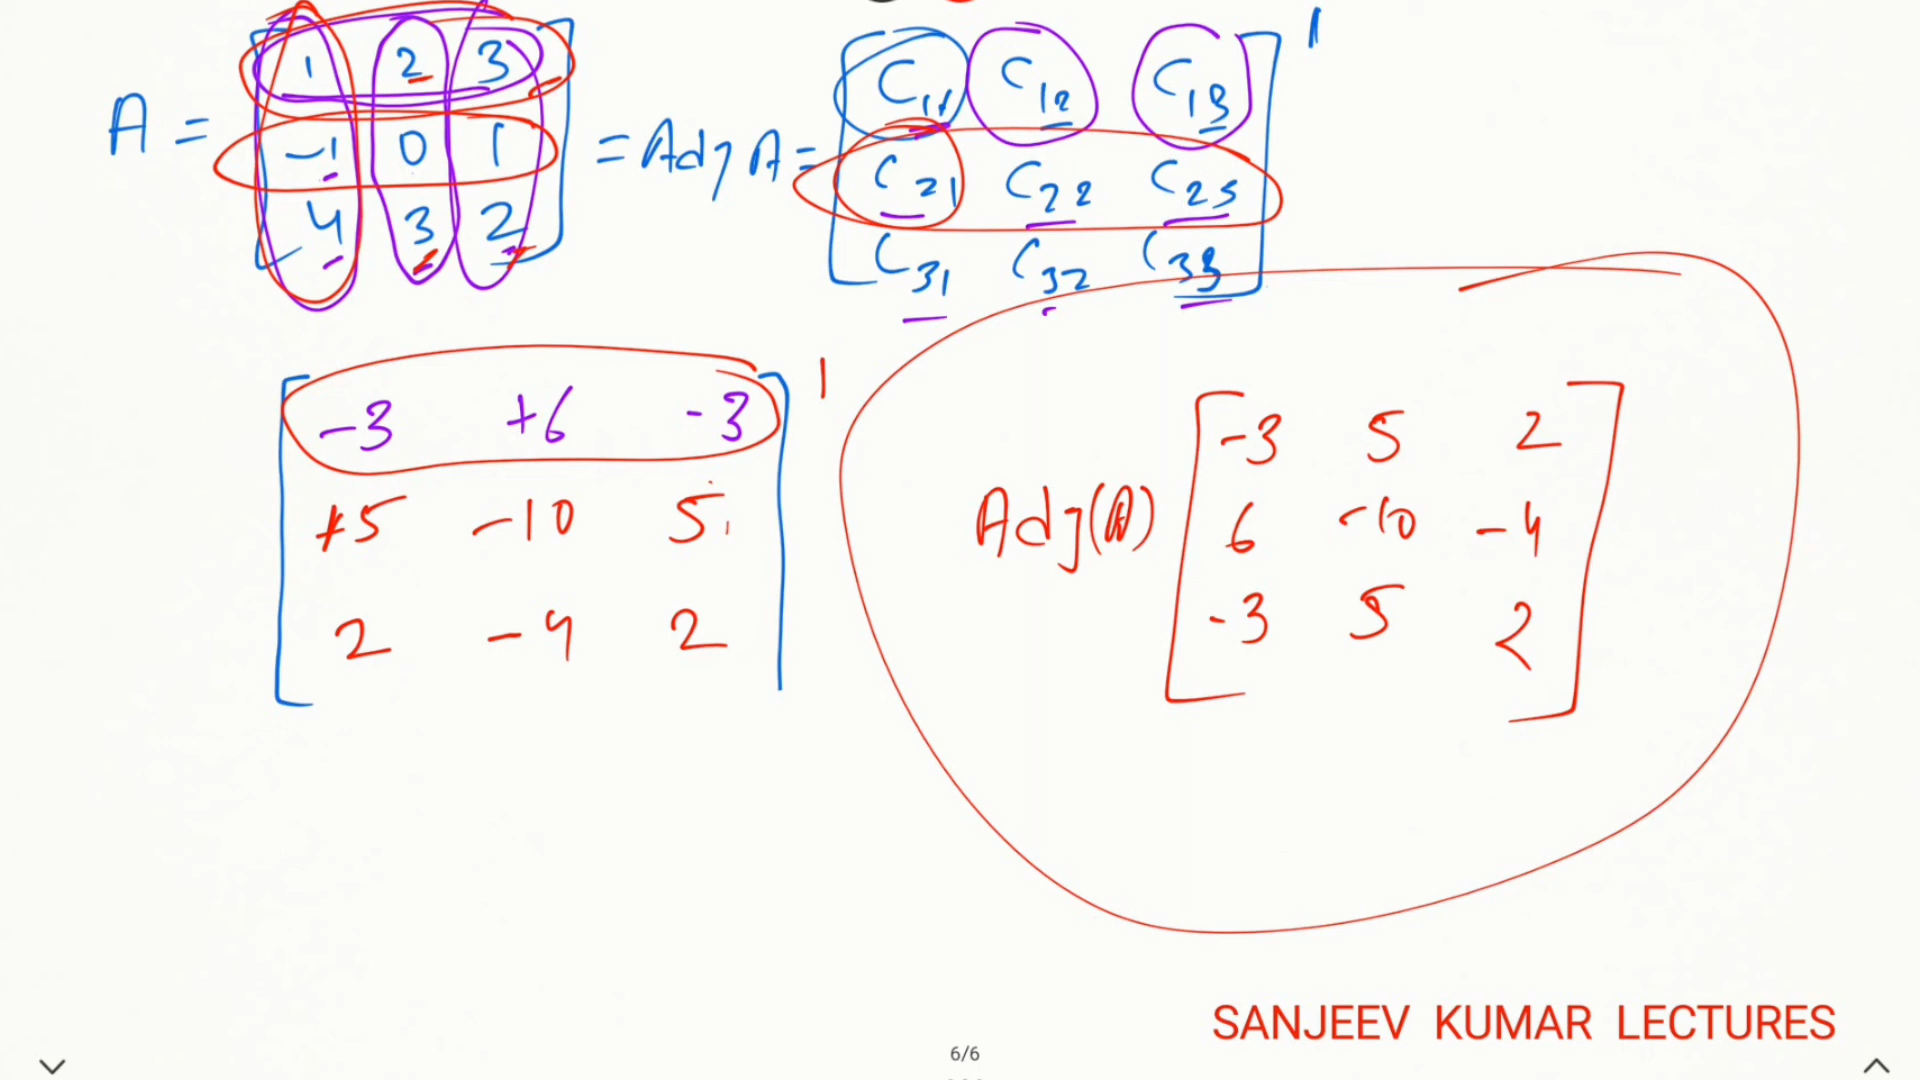 1 2 3
A = -1 0 1 = Adj A =
4 3 2
C11 C12 C13 '
C21 C22 C23
C31 C32 C33
-3 +6 -3 '
+5 -10 5
2 -4 2
-3 5 2
Adj(A) 6 -10 -4
-3 5 2
SANJEEV KUMAR LECTURES
6/6